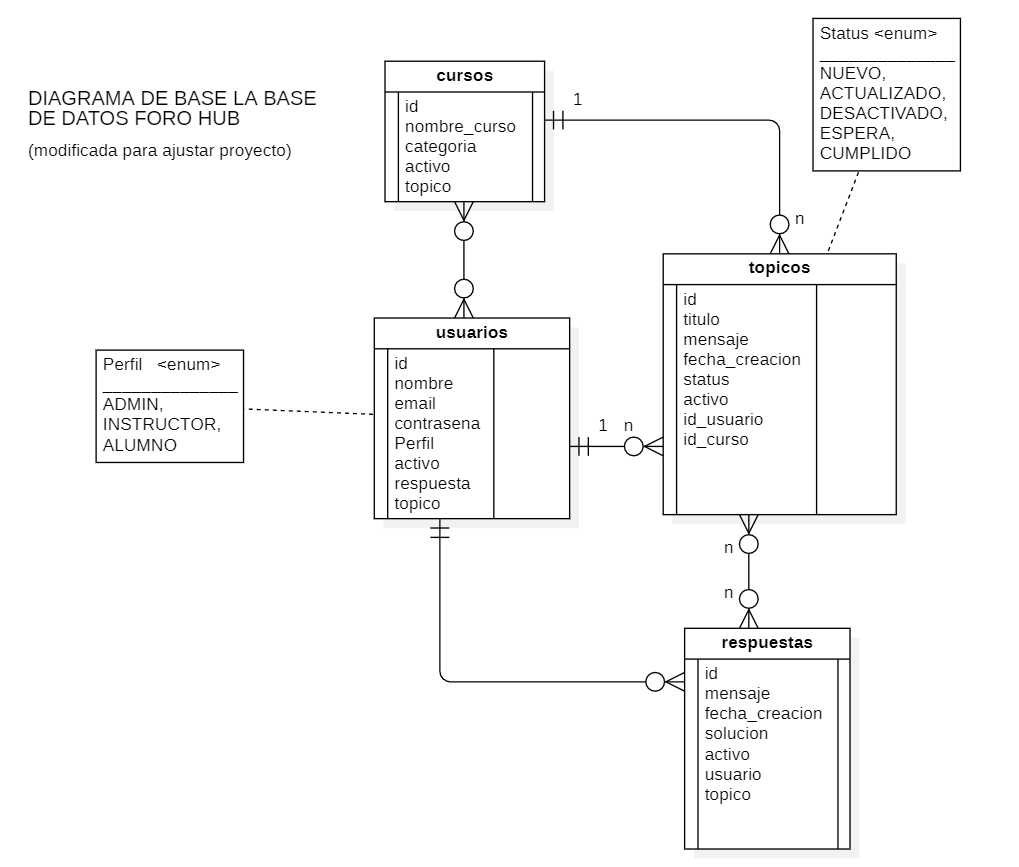 DIAGRAMA DE BASE LA BASE
DE DATOS FORO HUB
(modificada para ajustar proyecto)
cursos
id
nombre_curso
categoria
activo
topico
1
n
Status <enum>
NUEVO,
ACTUALIZADO,
DESACTIVADO,
ESPERA,
CUMPLIDO
Perfil <enum>
ADMIN,
INSTRUCTOR,
ALUMNO
usuarios
id
nombre
email
contrasena
Perfil
activo
respuesta
topico
1 n
topicos
id
titulo
mensaje
fecha_creacion
status
activo
id_usuario
id_curso
n
n
respuestas
id
mensaje
fecha_creacion
solucion
activo
usuario
topico